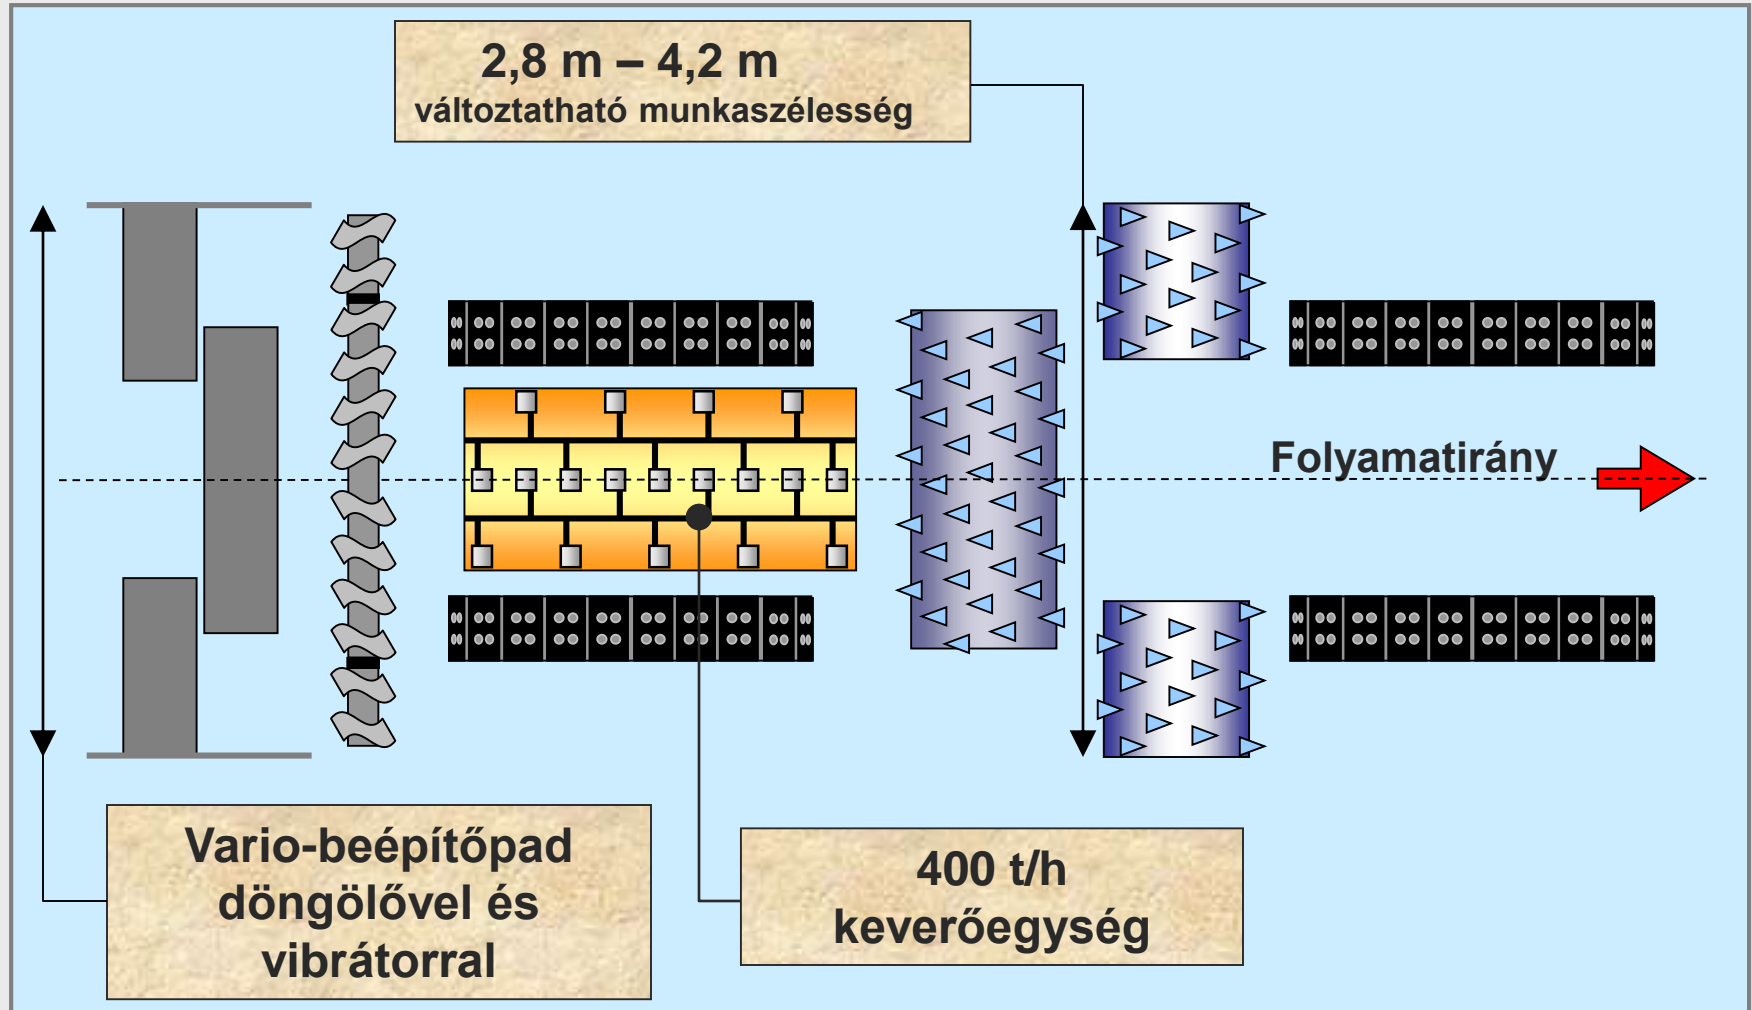 2,8 m – 4,2 m
változtatható munkaszélesség
Folyamatirány
Vario-beépítőpad
döngölővel és
vibrátorral
400 t/h
keverőegység